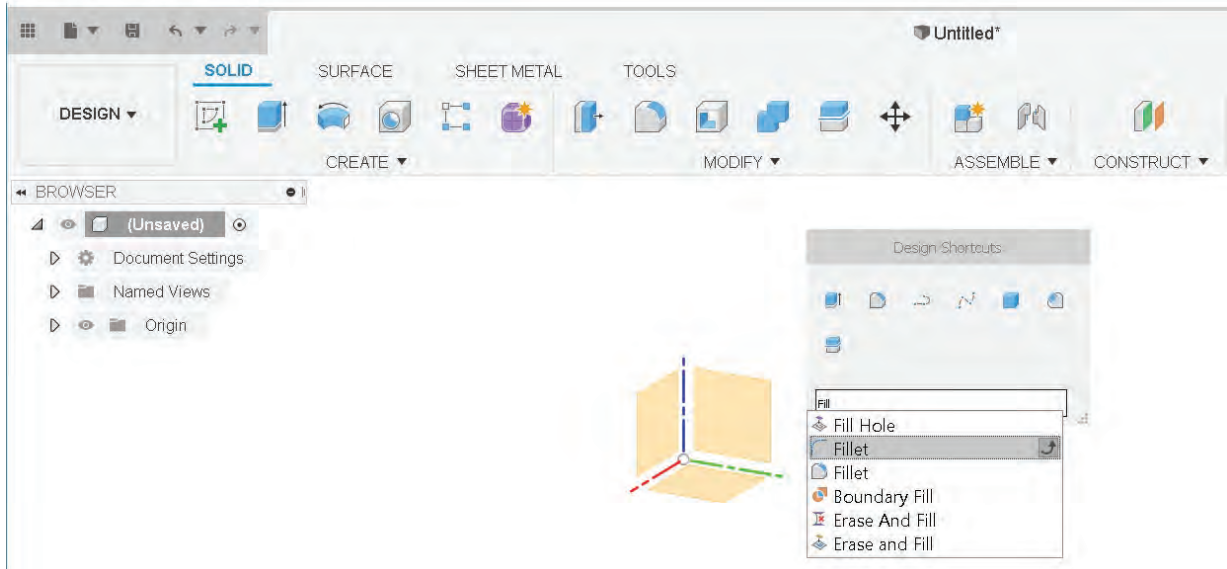 Untitled*
SOLID SURFACE SHEET METAL TOOLS
DESIGN
CREATE MODIFY ASSEMBLE CONSTRUCT
BROWSER
(Unsaved)
Document Settings
Named Views
Origin
Design Shortcuts
Fill
Fill Hole
Fillet
Fillet
Boundary Fill
Erase And Fill
Erase and Fill